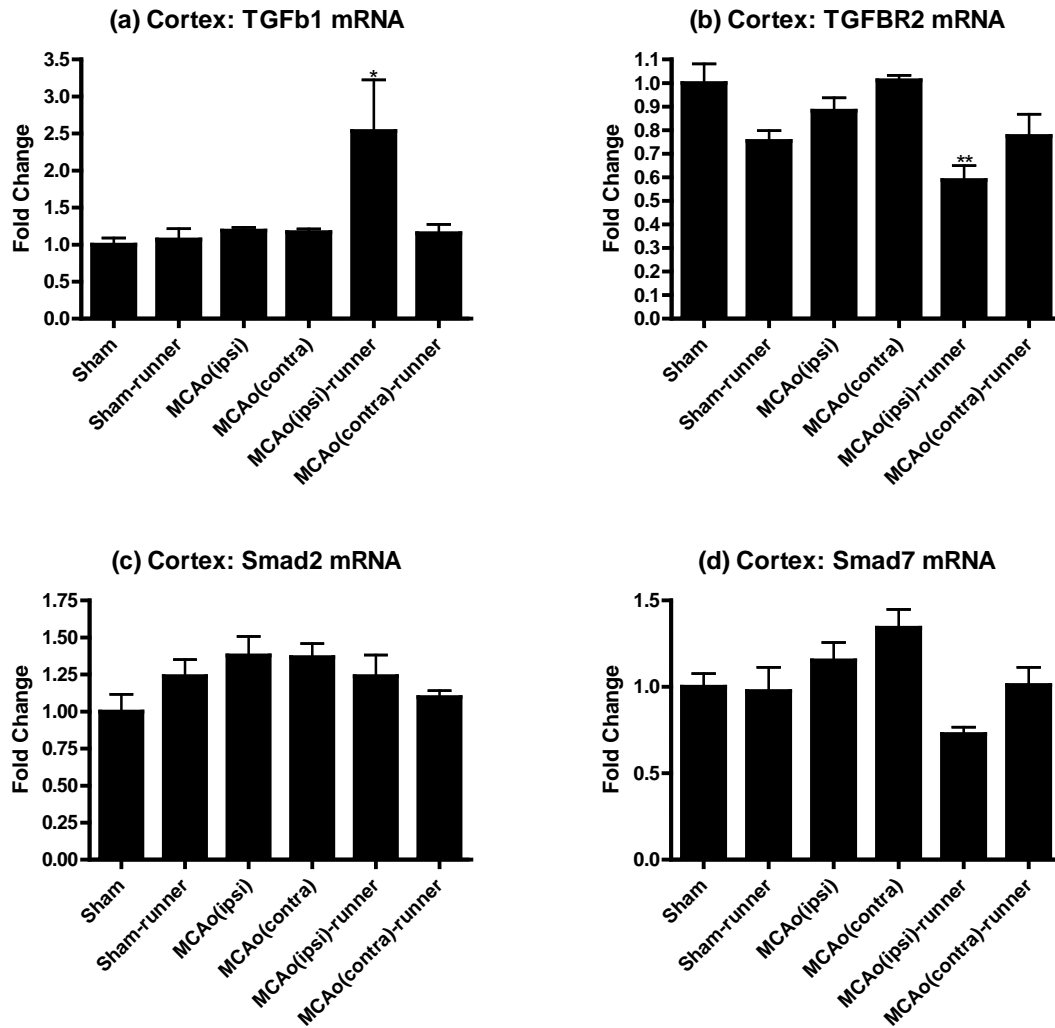 (a) Cortex: TGFb1 mRNA
Fold Change
3.5
3.0
2.5
2.0
1.5
1.0
0.5
0.0
*
Sham
Sham-runner
MCAo(ipsi)
MCAo(contra)
MCAo(ipsi)-runner
MCAo(contra)-runner
(b) Cortex: TGFBR2 mRNA
Fold Change
1.1
1.0
0.9
0.8
0.7
0.6
0.5
0.4
0.3
0.2
0.1
0.0
**
Sham
Sham-runner
MCAo(ipsi)
MCAo(contra)
MCAo(ipsi)-runner
MCAo(contra)-runner
(c) Cortex: Smad2 mRNA
Fold Change
1.75
1.50
1.25
1.00
0.75
0.50
0.25
0.00
Sham
Sham-runner
MCAo(ipsi)
MCAo(contra)
MCAo(ipsi)-runner
MCAo(contra)-runner
(d) Cortex: Smad7 mRNA
Fold Change
1.5
1.0
0.5
0.0
Sham
Sham-runner
MCAo(ipsi)
MCAo(contra)
MCAo(ipsi)-runner
MCAo(contra)-runner